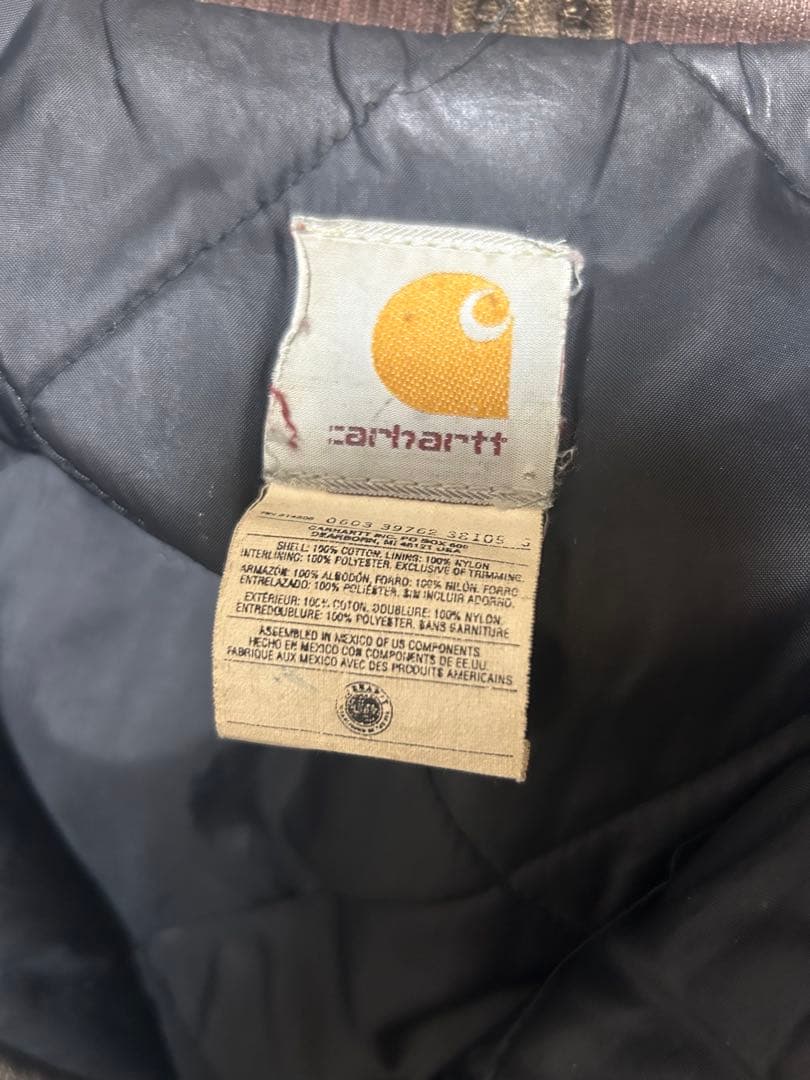 carhartt
0603 39762 38105
CARHARTT INC. PO BOX 600
DEARBORN, MI 48121 USA
SHELL: 100% COTTON. LINING: 100% NYLON
INTERLINING: 100% POLYESTER. EXCLUSIVE OF TRIMMING
ARMAZÓN: 100% ALGODÓN, FORRO: 100% NILÓN. FORRO
ENTRELAZADO: 100% POLIÉSTER. SIN INCLUIR ADORNO.
EXTÉRIEUR: 100% COTON. DOUBLURE: 100% NYLON.
ENTREDOUBLURE: 100% POLYESTER. SANS GARNITURE
ASSEMBLED IN MEXICO OF US COMPONENTS
HECHO EN MEXICO CON COMPONENTS DE EE.UU.
FABRIQUE AUX MEXICO AVEC DES PRODUITS AMERICAINS